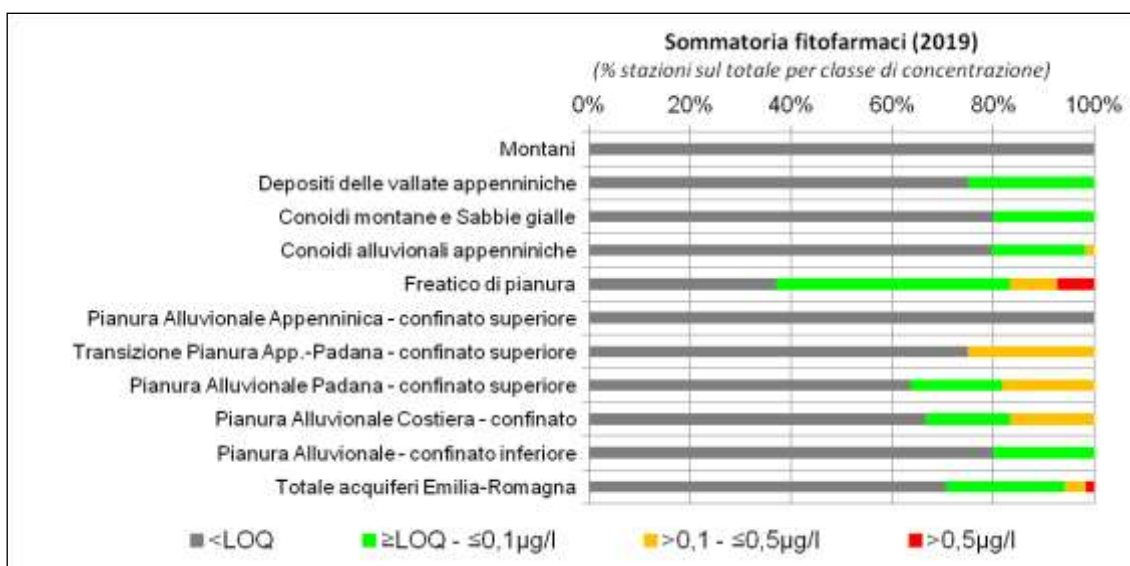 Sommatoria fitofarmaci (2019)
(% stazioni sul totale per classe di concentrazione)
0% 20% 40% 60% 80% 100%
Montani
Depositi delle vallate appenniniche
Conoidi montane e Sabbie gialle
Conoidi alluvionali appenniniche
Freatico di pianura
Pianura Alluvionale Appenninica - confinato superiore
Transizione Pianura App.-Padana - confinato superiore
Pianura Alluvionale Padana - confinato superiore
Pianura Alluvionale Costiera - confinato
Pianura Alluvionale - confinato inferiore
Totale acquiferi Emilia-Romagna
<LOQ ≥LOQ - ≤0,1µg/l >0,1 - ≤0,5µg/l >0,5µg/l